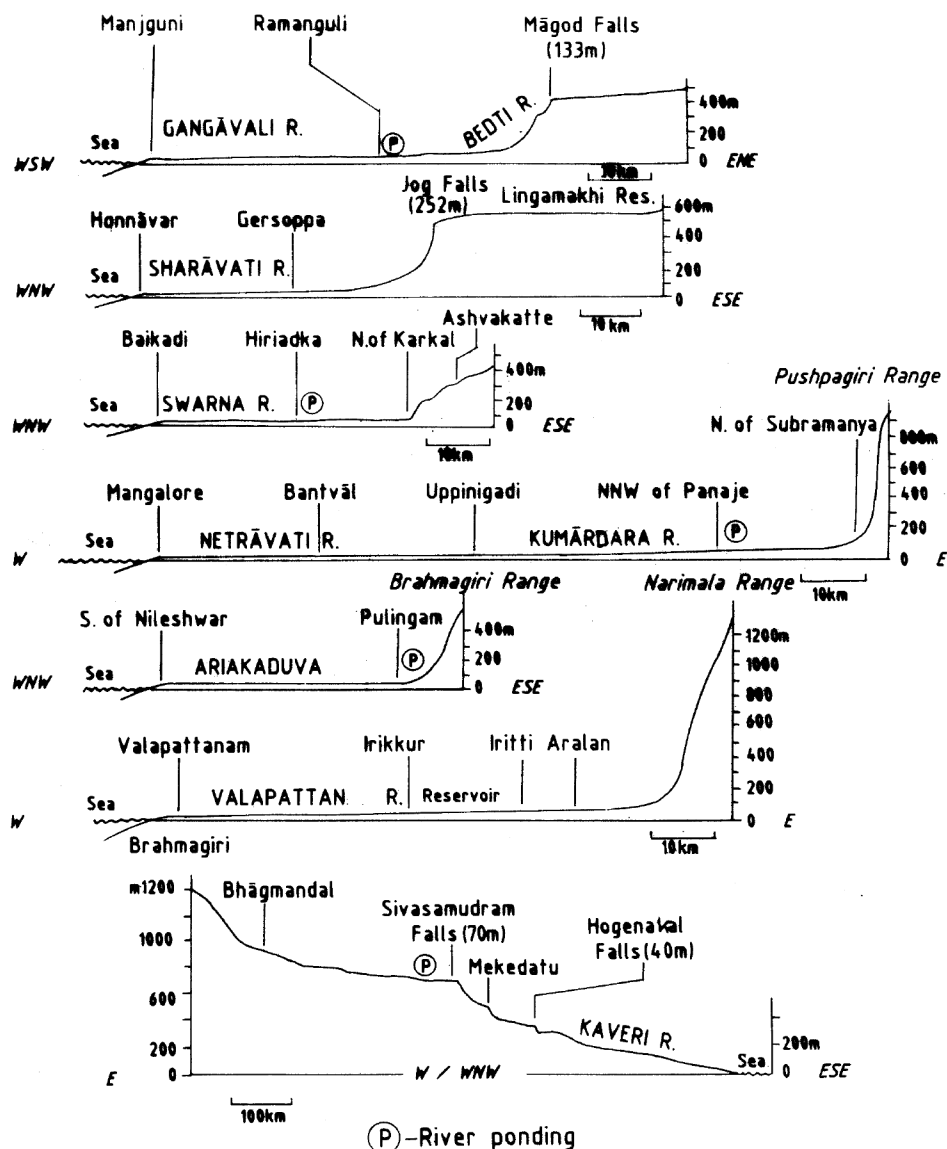 Manjguni Ramanguli Māgod Falls
(133m)
GANGĀVALI R. BEDTI R.
Sea
P
400m
200
0
WSW ENE
10km
Jog Falls
(252m)
Lingamakhi Res.
Honnāvar Gersoppa
600m
400
200
0
Sea
SHARĀVATI R.
WNW ESE
10km
Ashvakatte
Baikadi Hiriadka N.of Karkal
400m
200
0
Sea
SWARNA R.
P
WNW ESE
10km
Pushpagiri Range
N. of Subramanya
800m
600
400
200
0
Mangalore Bantvāl Uppinigadi NNW of Panaje
Sea
NETRĀVATI R. KUMĀRDARA R.
P
W E
10km
Brahmagiri Range
S. of Nileshwar Pulingam
400m
200
0
Sea
ARIAKADUVA
P
WNW ESE
Narimala Range
1200m
1000
800
600
400
200
0
Valapattanam Irikkur Iritti Aralan
Sea
VALAPATTAN R. Reservoir
W E
10km
Brahmagiri
m1200
1000
600
200
0
Bhāgmandal
Sivasamudram
Falls (70m)
P
Mekedatu
Hogenakal
Falls (40m)
KAVERI R.
200m
0
Sea
E W / WNW ESE
100km
P -River ponding